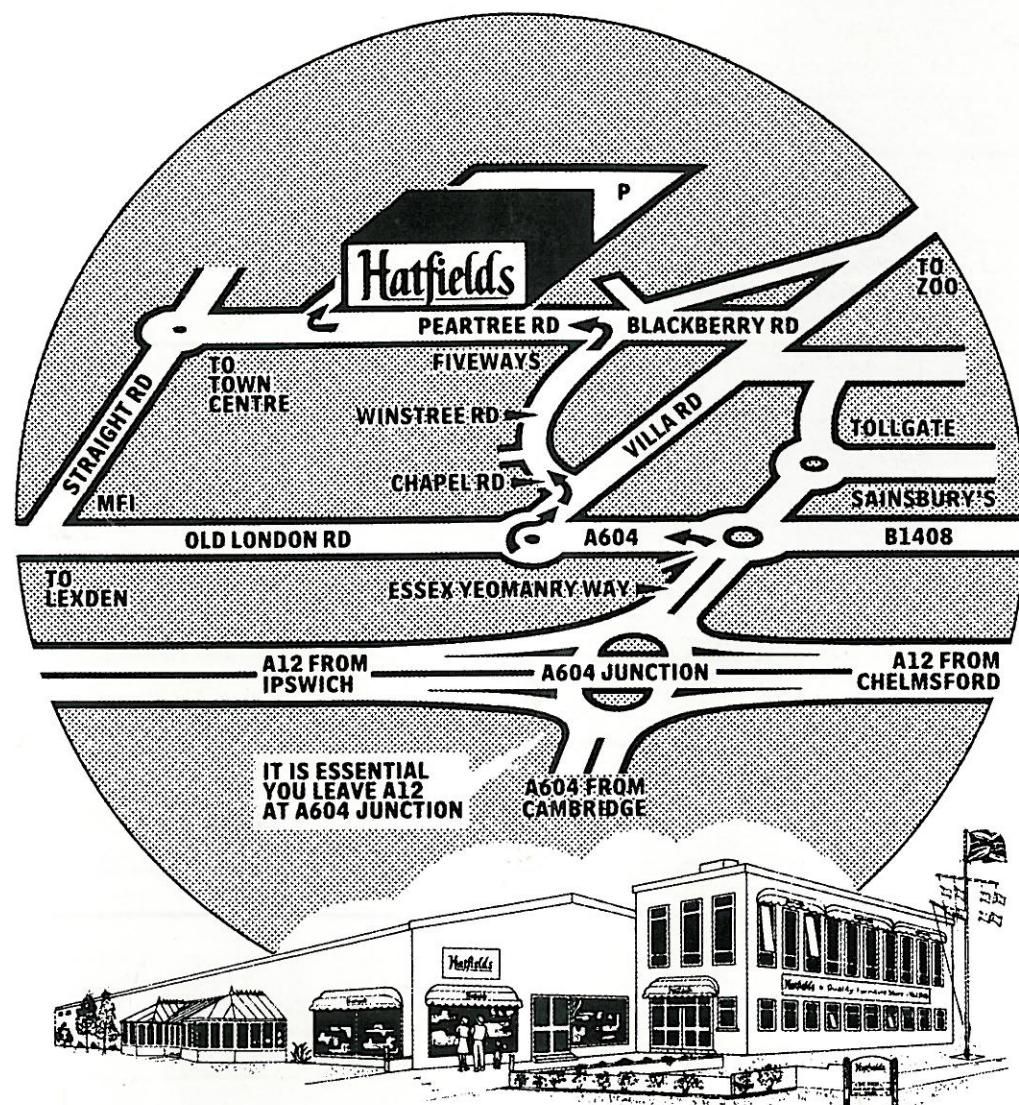 P
Hatfields
TO
ZOO
PEARTREE RD
BLACKBERRY RD
FIVEWAYS
TO
TOWN
CENTRE
STRAIGHT RD
WINSTREE RD
VILLA RD
TOLLGATE
CHAPEL RD
MFI
SAINSBURY'S
OLD LONDON RD
A604
B1408
TO
LEXDEN
ESSEX YEOMANRY WAY
A12 FROM
IPSWICH
A604 JUNCTION
A12 FROM
CHELMSFORD
IT IS ESSENTIAL
YOU LEAVE A12
AT A604 JUNCTION
A604 FROM
CAMBRIDGE
Hatfields
Hatfields
Hatfields